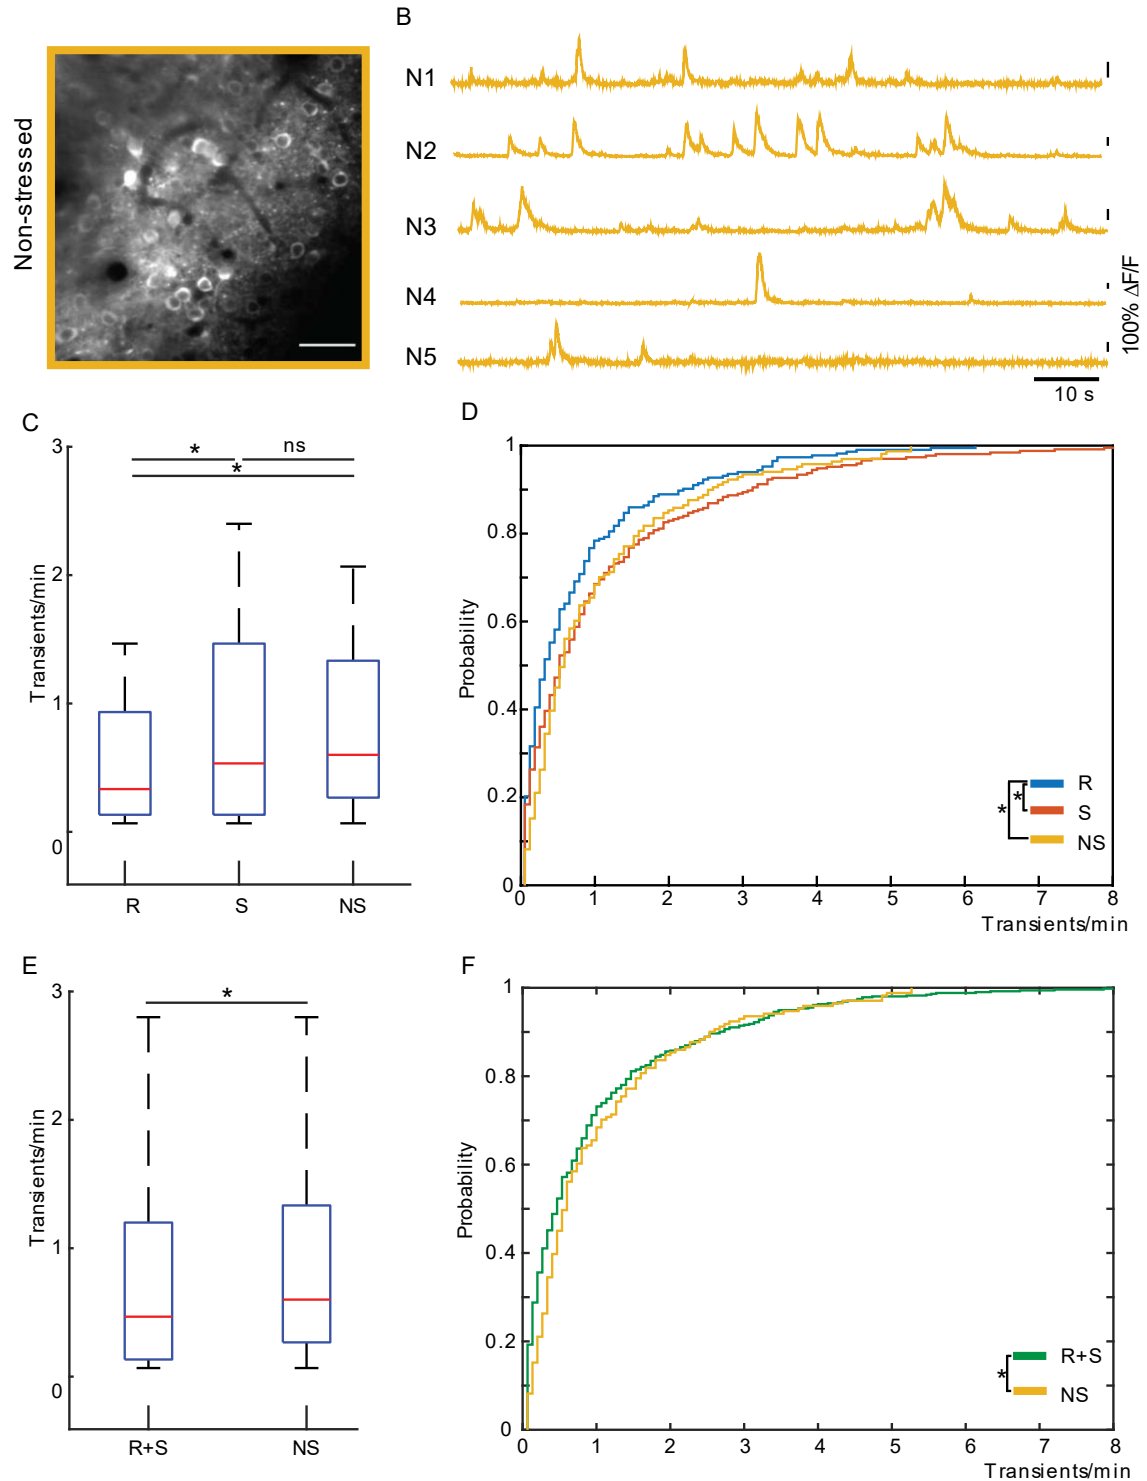 B
Non-stressed
N1
N2
N3
N4
N5
100% ΔF/F
10 s
C
3
2
1
0
Transients/min
* ns
*
R S NS
D
1
0.8
0.6
0.4
0.2
0
Probability
0 1 2 3 4 5 6 7 8
Transients/min
* * R
S
NS
E
3
2
1
0
Transients/min
*
R+S NS
F
1
0.8
0.6
0.4
0.2
0
Probability
0 1 2 3 4 5 6 7 8
Transients/min
* R+S
NS